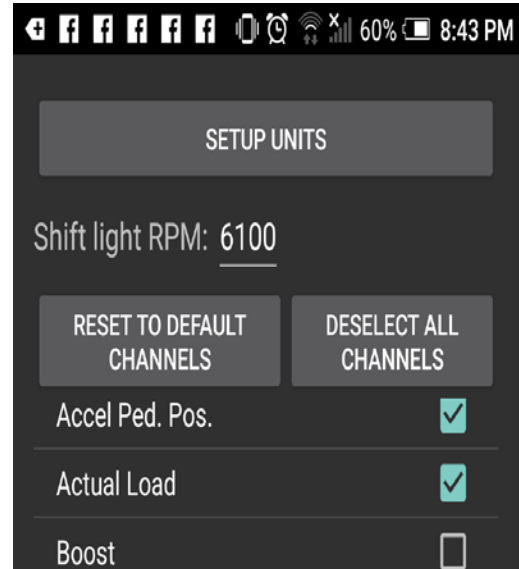 60% 8:43 PM
SETUP UNITS
Shift light RPM: 6100
RESET TO DEFAULT
CHANNELS
DESELECT ALL
CHANNELS
Accel Ped. Pos.
Actual Load
Boost